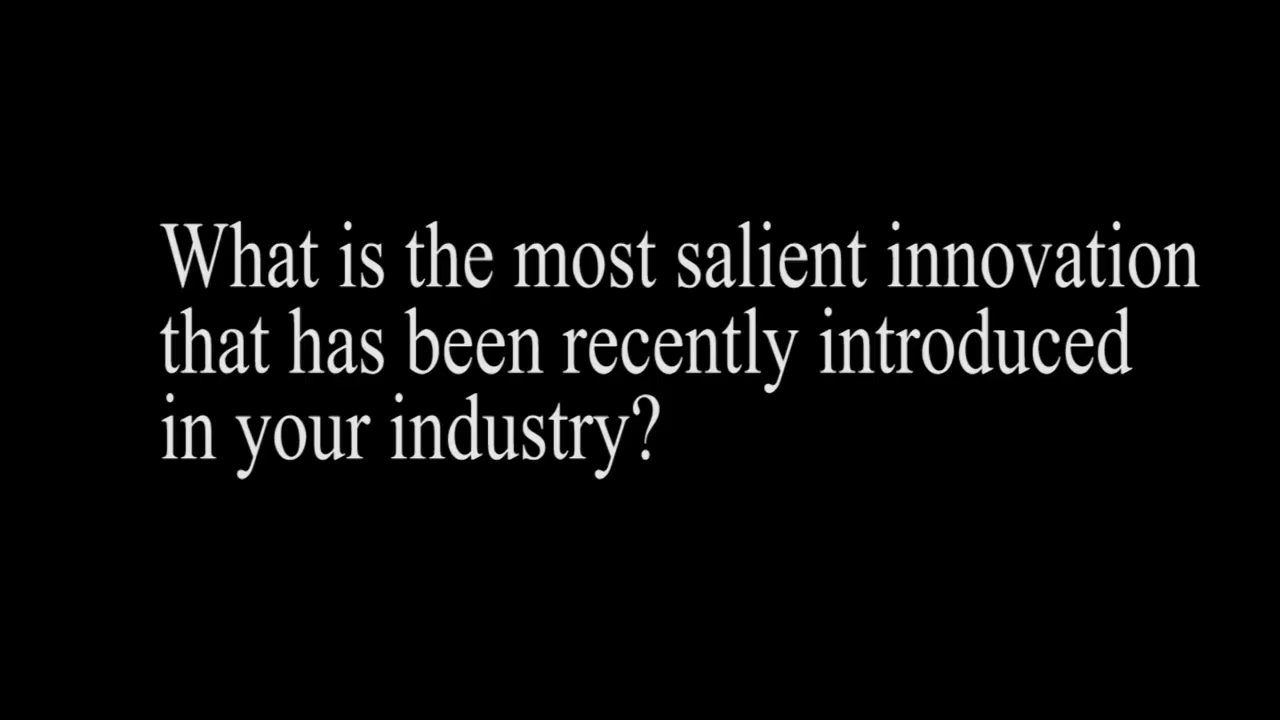 What is the most salient innovation
that has been recently introduced
in your industry?